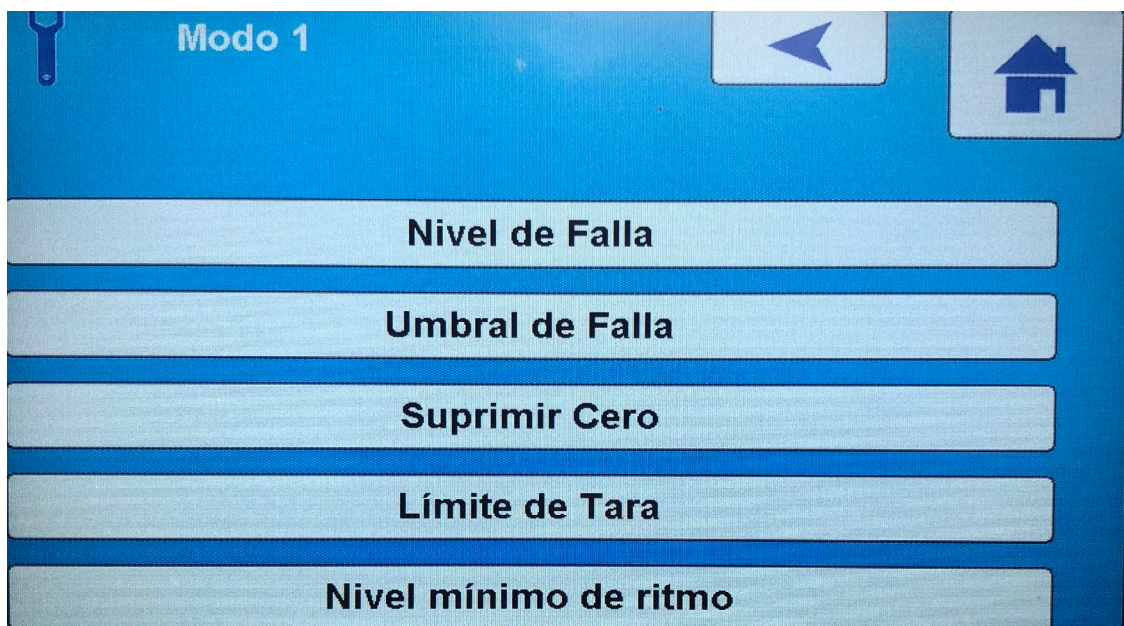 Modo 1
Nivel de Falla
Umbral de Falla
Suprimir Cero
Límite de Tara
Nivel mínimo de ritmo